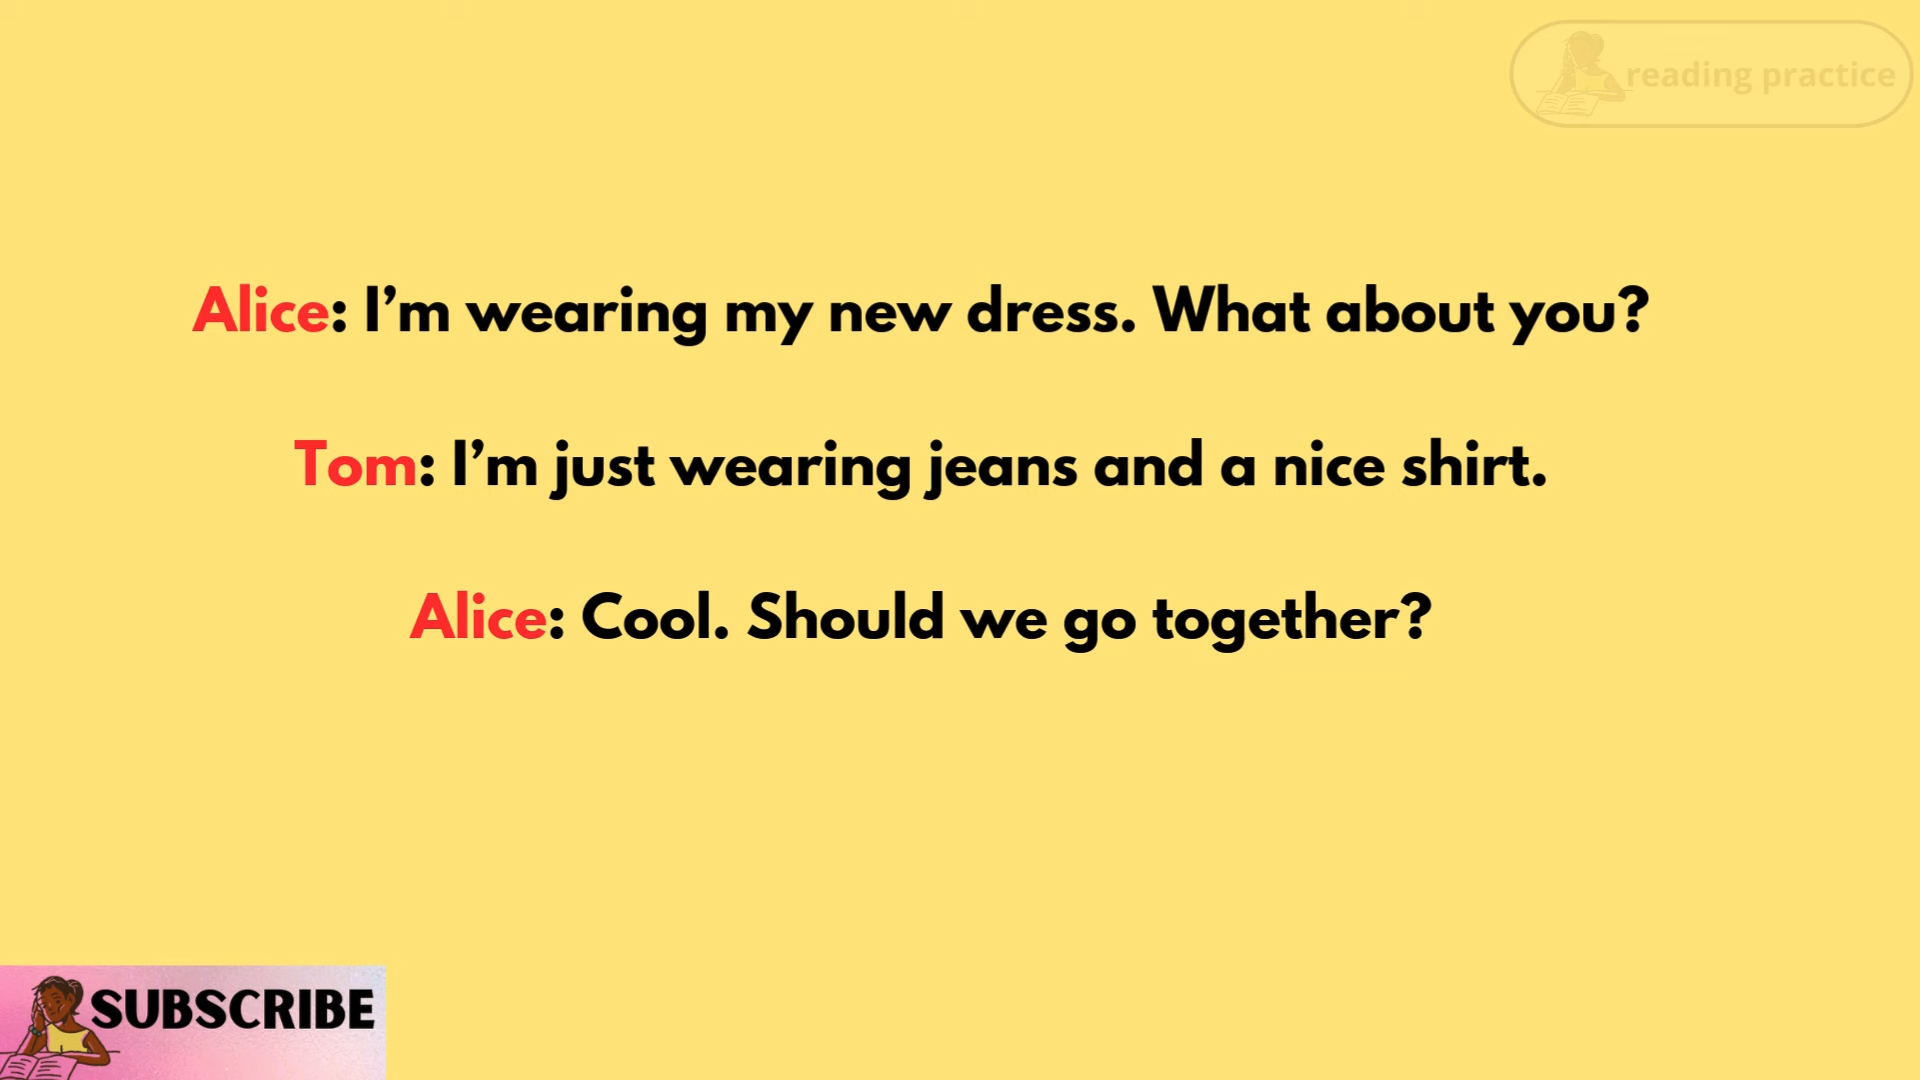 reading practice
Alice: I’m wearing my new dress. What about you?
Tom: I’m just wearing jeans and a nice shirt.
Alice: Cool. Should we go together?
SUBSCRIBE